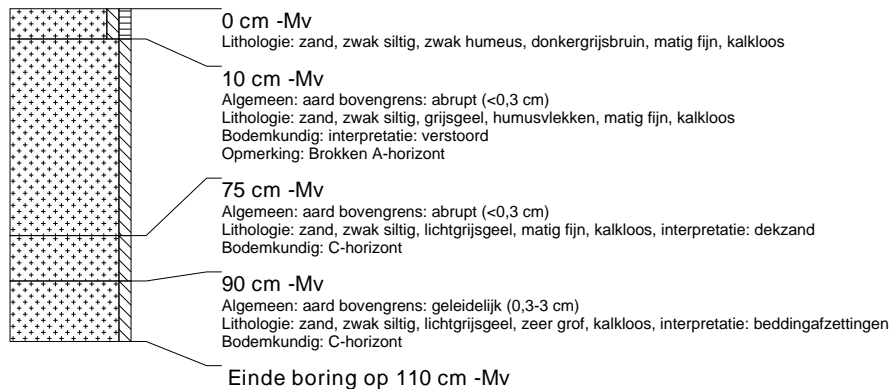 0 cm -Mv
Lithologie: zand, zwak siltig, zwak humeus, donkergrijsbruin, matig fijn, kalkloos
10 cm -Mv
Algemeen: aard bovengrens: abrupt (<0,3 cm)
Lithologie: zand, zwak siltig, grijsgeel, humusvlekken, matig fijn, kalkloos
Bodemkundig: interpretatie: verstoord
Opmerking: Brokken A-horizont
75 cm -Mv
Algemeen: aard bovengrens: abrupt (<0,3 cm)
Lithologie: zand, zwak siltig, lichtgrijsgeel, matig fijn, kalkloos, interpretatie: dekzand
Bodemkundig: C-horizont
90 cm -Mv
Algemeen: aard bovengrens: geleidelijk (0,3-3 cm)
Lithologie: zand, zwak siltig, lichtgrijsgeel, zeer grof, kalkloos, interpretatie: beddingafzettingen
Bodemkundig: C-horizont
Einde boring op 110 cm -Mv